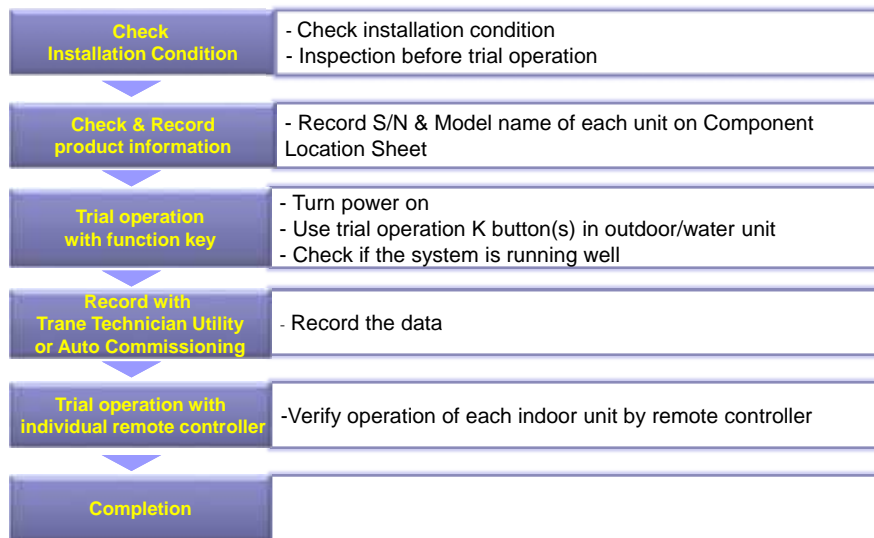 Check
Installation Condition
- Check installation condition
- Inspection before trial operation
Check & Record
product information
- Record S/N & Model name of each unit on Component
Location Sheet
Trial operation
with function key
- Turn power on
- Use trial operation K button(s) in outdoor/water unit
- Check if the system is running well
Record with
Trane Technician Utility
or Auto Commissioning
- Record the data
Trial operation with
individual remote controller
-Verify operation of each indoor unit by remote controller
Completion